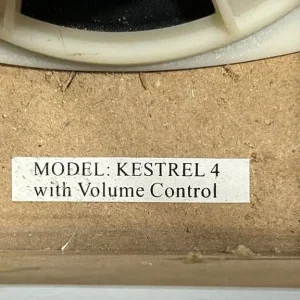 MODEL: KESTREL 4
with Volume Control